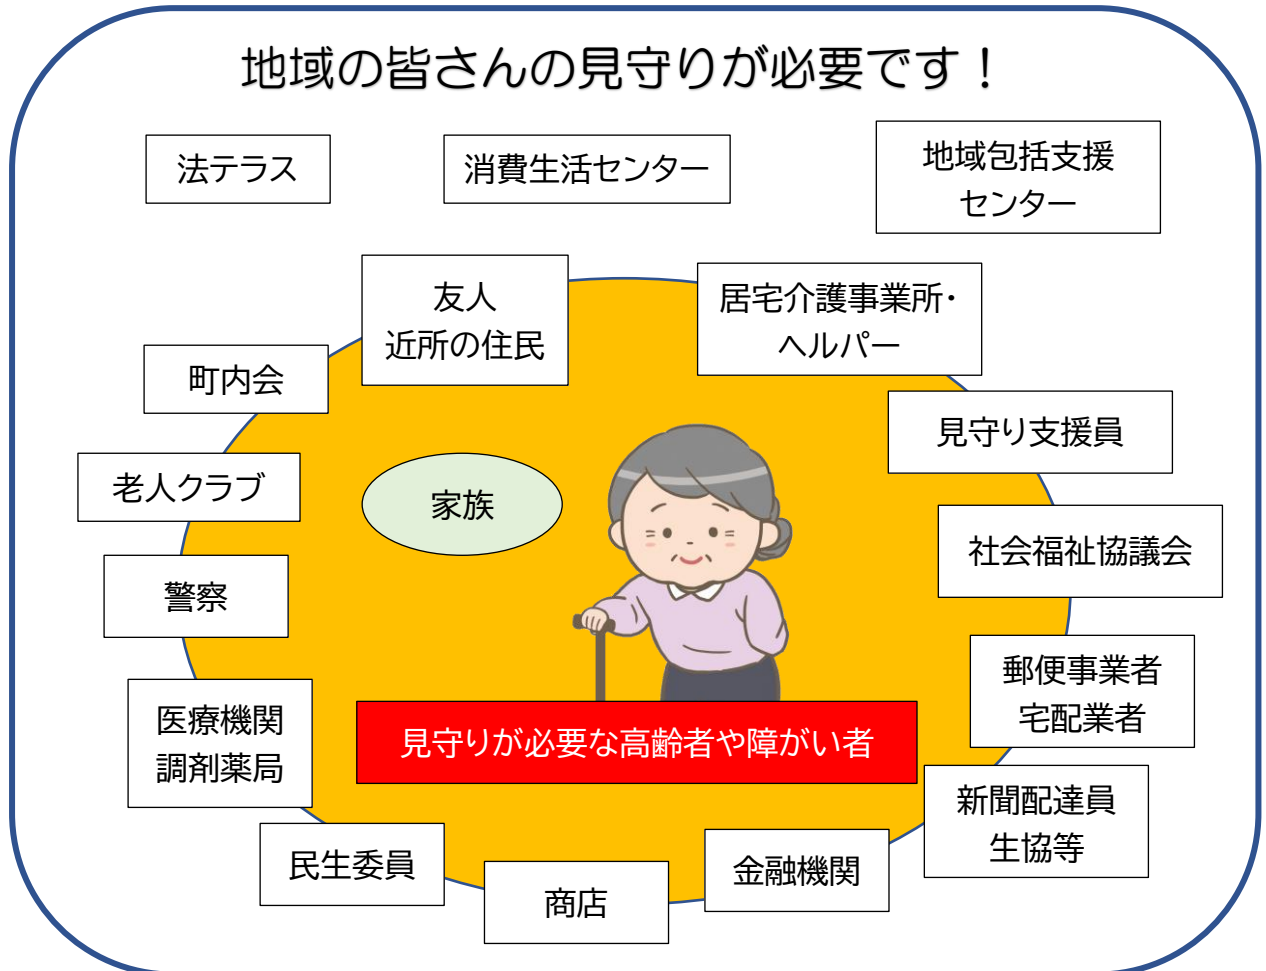 地域の皆さんの見守りが必要です！
法テラス
消費生活センター
地域包括支援
センター
友人
近所の住民
居宅介護事業所・
ヘルパー
町内会
見守り支援員
老人クラブ
家族
社会福祉協議会
警察
郵便事業者
宅配業者
医療機関
調剤薬局
見守りが必要な高齢者や障がい者
新聞配達員
生協等
民生委員
商店
金融機関